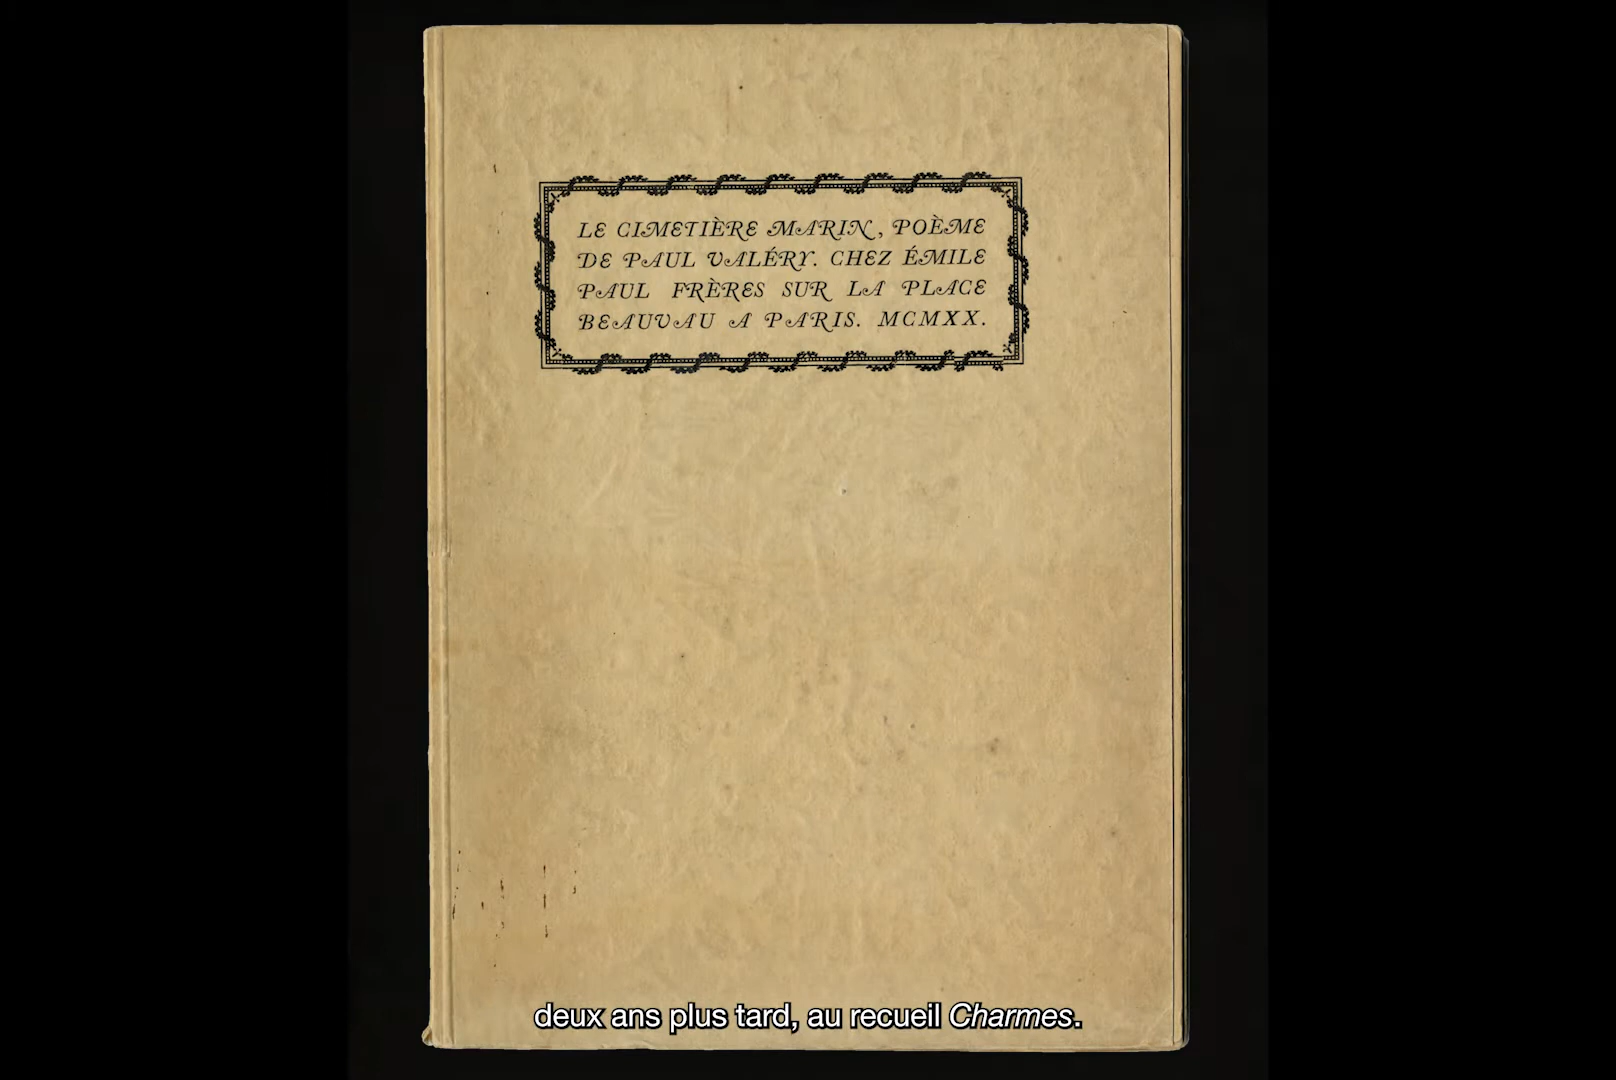 LE CIMETIÈRE MARIN, POÈME
DE PAUL VALÉRY. CHEZ ÉMILE
PAUL FRÈRES SUR LA PLACE
BEAUVAU A PARIS. MCMXX.
deux ans plus tard, au recueil Charmes.